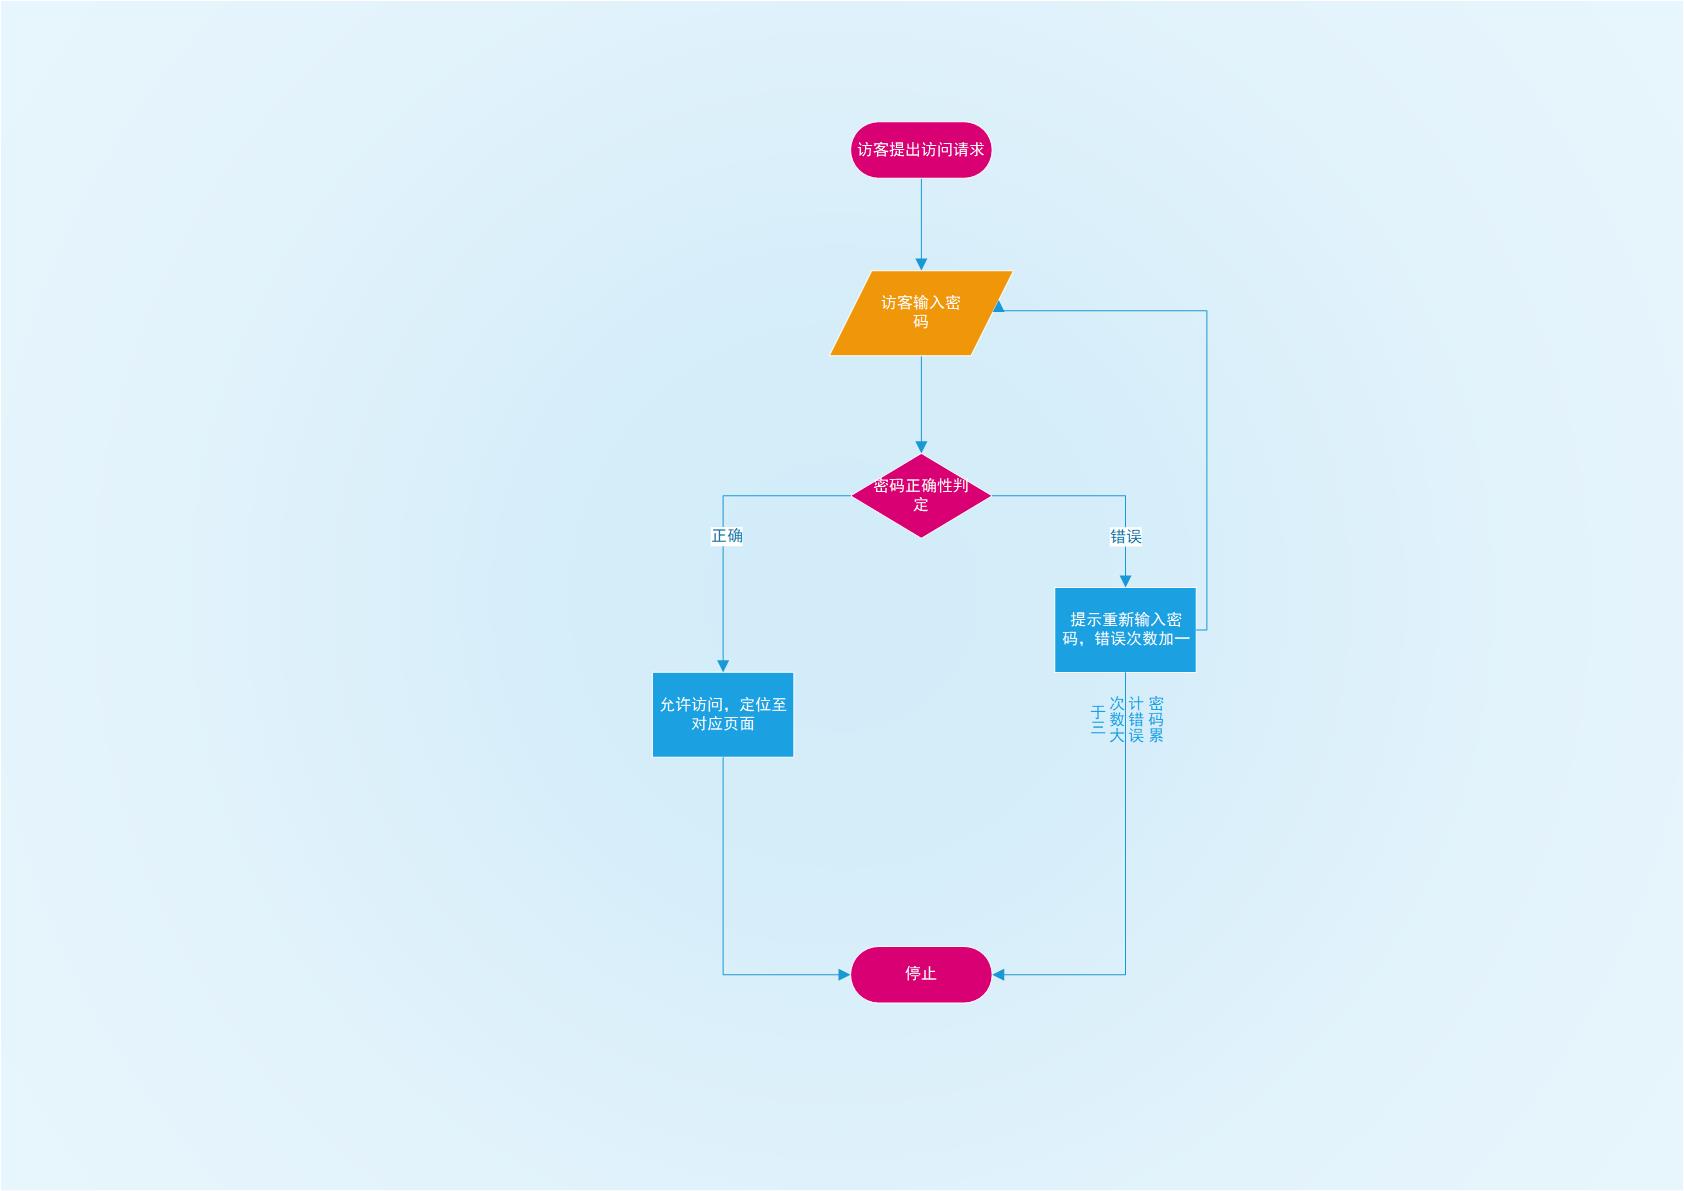 访客提出访问请求
访客输入密
码
密码正确性判
定
正确
错误
提示重新输入密
码，错误次数加一
允许访问，定位至
对应页面
密码累
计错误
次数大
于三
停止